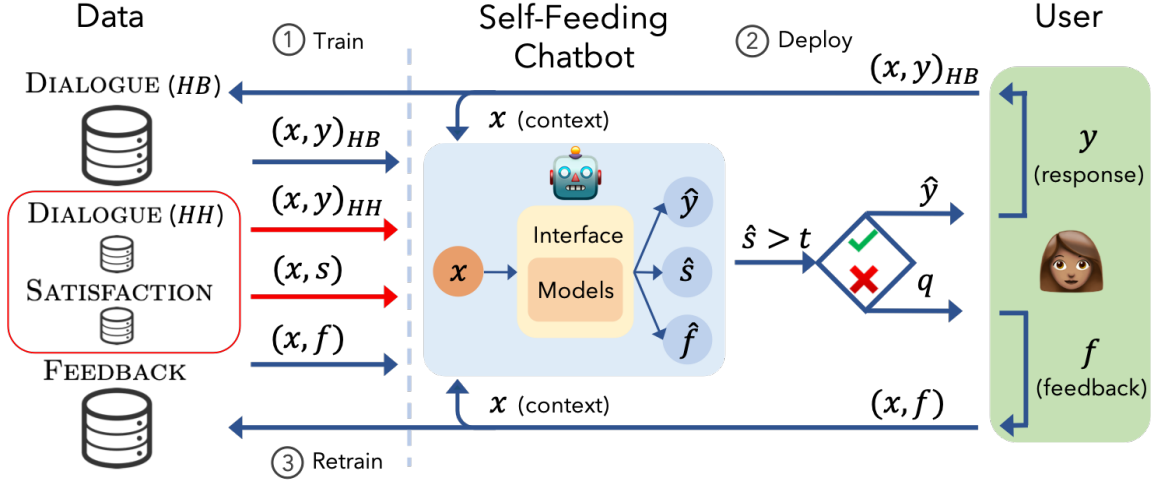 Data
① Train
Self-Feeding
Chatbot
② Deploy
User
DIALOGUE (HB)
(x, y)HB
x (context)
(x, y)HB
y
(response)
DIALOGUE (HH)
(x, y)HH
Interface
Models
x
ŷ
ŝ
f̂
ŝ > t
ŷ
q
(x, s)
SATISFACTION
(x, f)
FEEDBACK
f
(feedback)
x (context)
(x, f)
③ Retrain